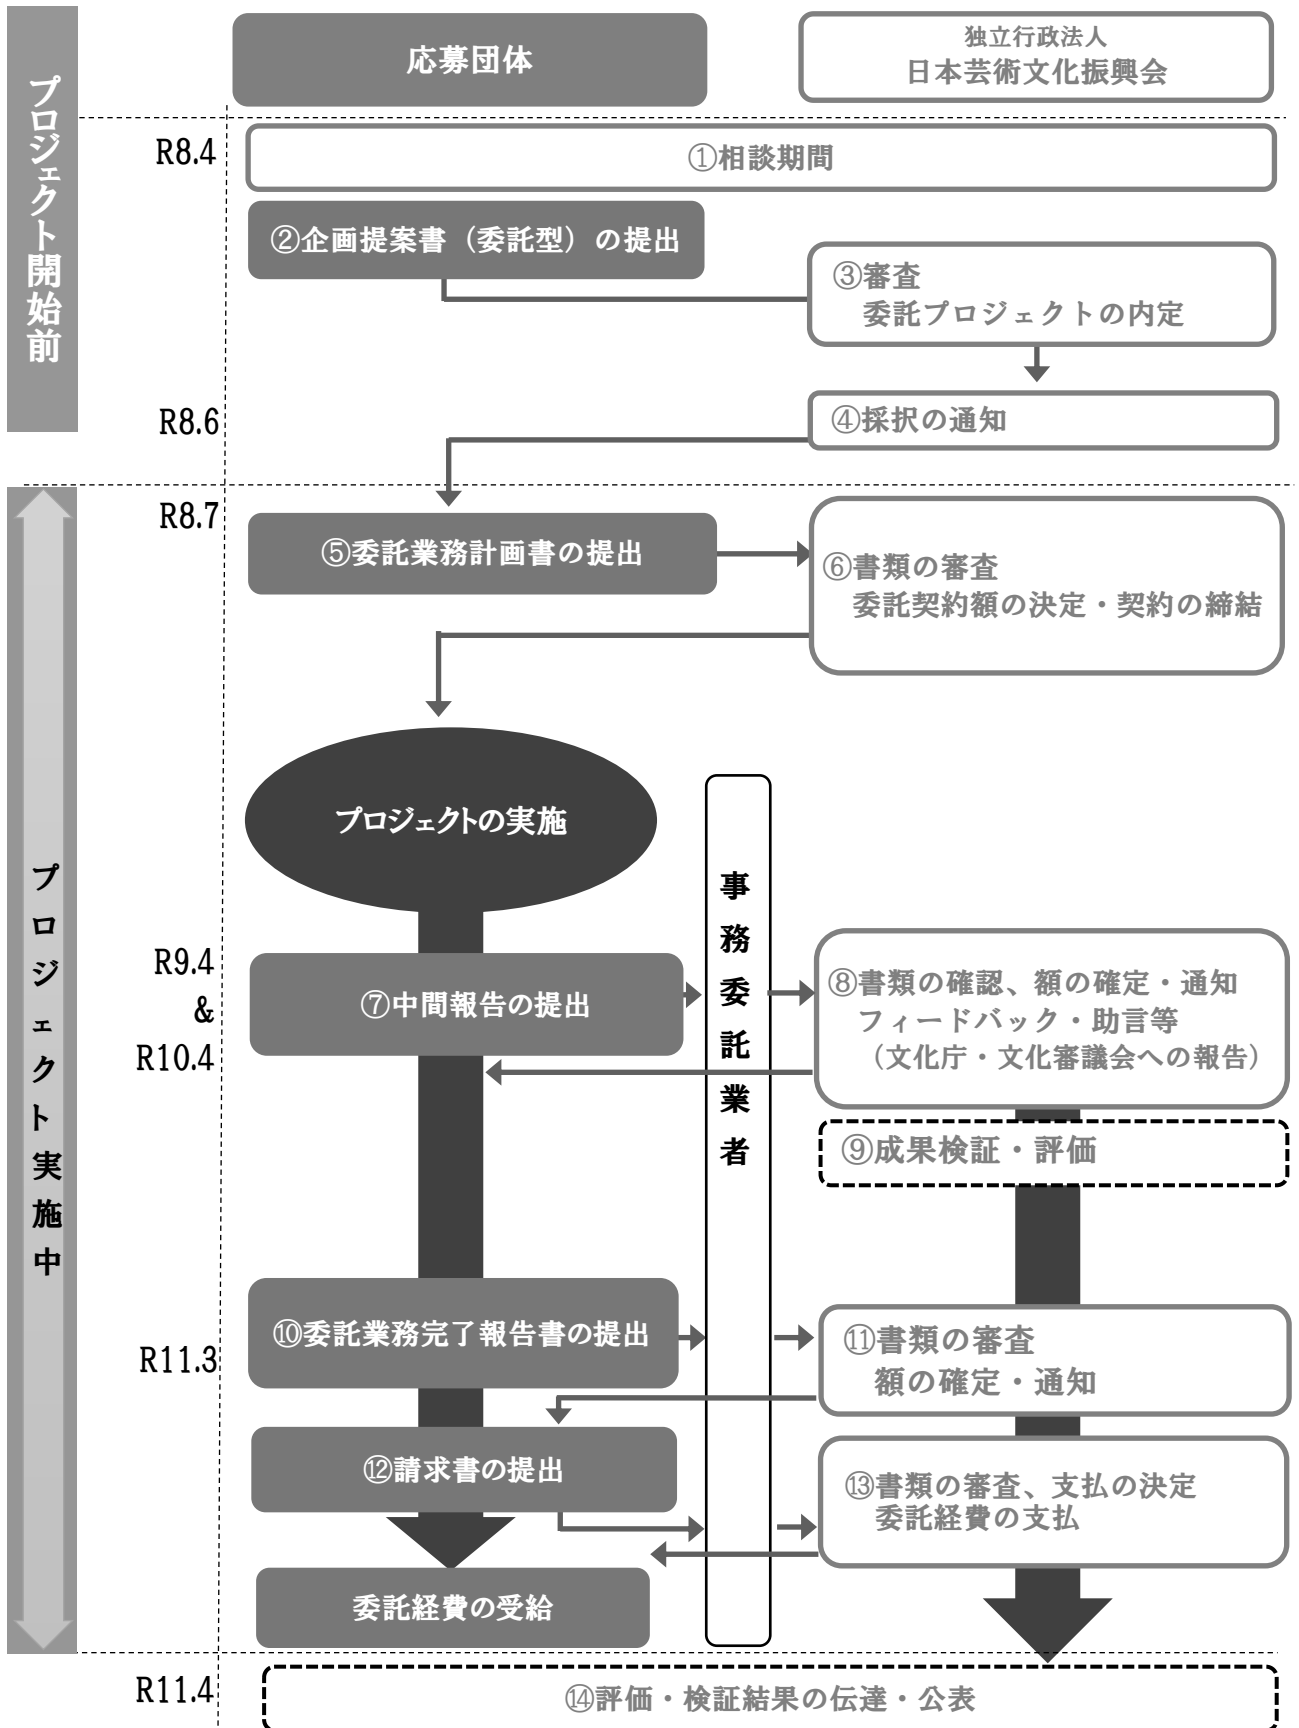 応募団体
独立行政法人
日本芸術文化振興会
プロジェクト開始前
R8.4
①相談期間
②企画提案書（委託型）の提出
③審査
委託プロジェクトの内定
R8.6
④採択の通知
R8.7
⑤委託業務計画書の提出
⑥書類の審査
委託契約額の決定・契約の締結
プロジェクト実施中
プロジェクトの実施
事務委託業者
R9.4
&
R10.4
⑦中間報告の提出
⑧書類の確認、額の確定・通知
フィードバック・助言等
（文化庁・文化審議会への報告）
⑨成果検証・評価
R11.3
⑩委託業務完了報告書の提出
⑪書類の審査
額の確定・通知
⑫請求書の提出
⑬書類の審査、支払の決定
委託経費の支払
委託経費の受給
R11.4
⑭評価・検証結果の伝達・公表